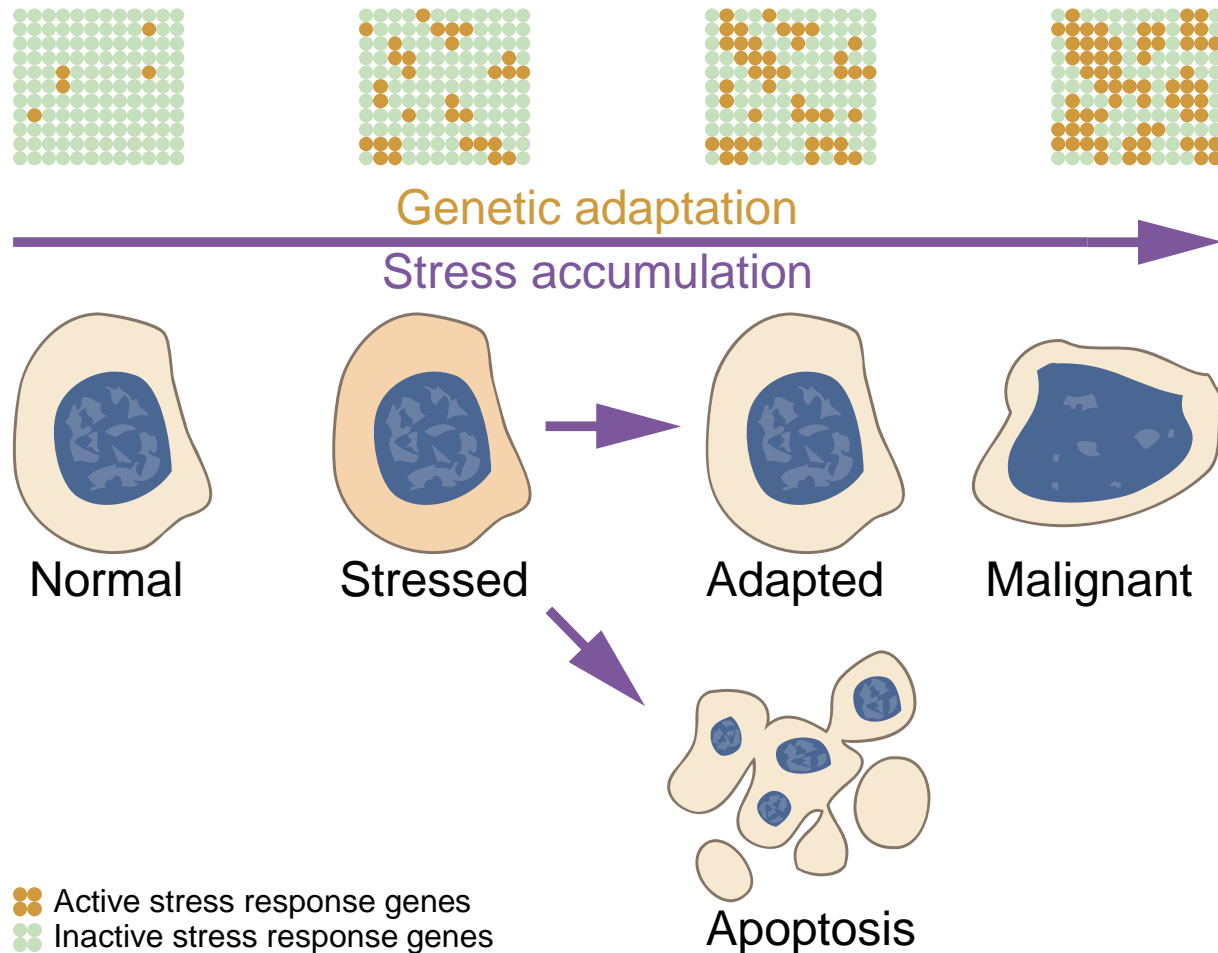 Genetic adaptation
Stress accumulation
Normal
Stressed
Adapted
Malignant
Apoptosis
Active stress response genes
Inactive stress response genes